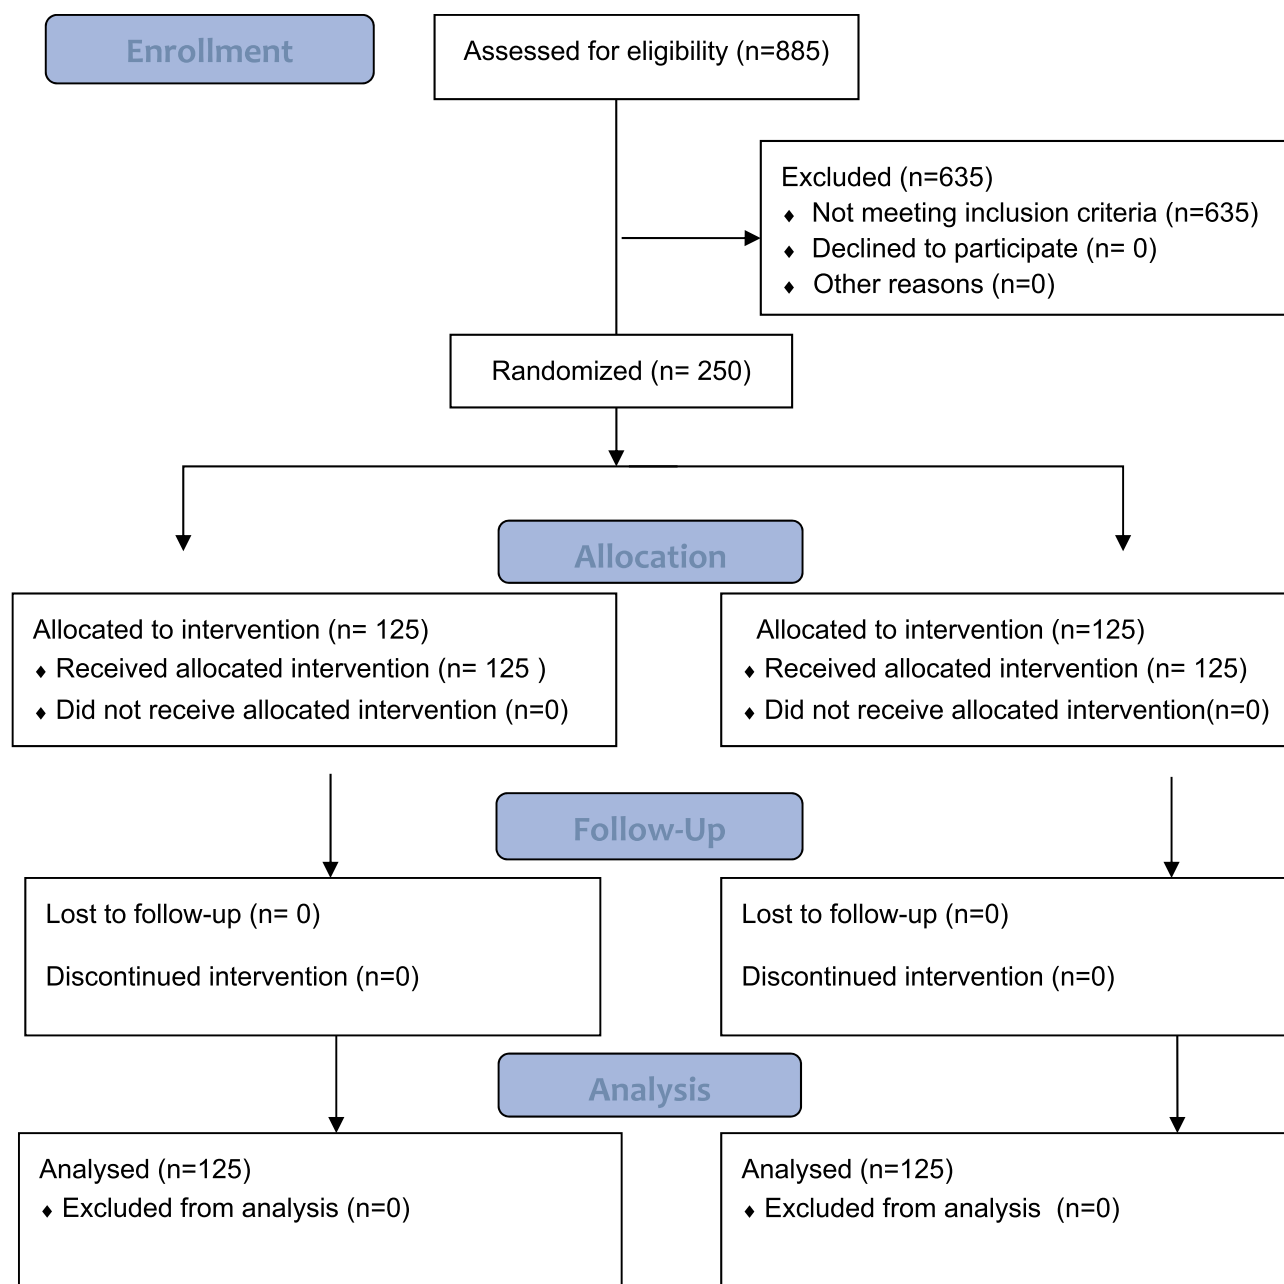 Enrollment
Assessed for eligibility (n=885)
Excluded (n=635)
♦ Not meeting inclusion criteria (n=635)
♦ Declined to participate (n= 0)
♦ Other reasons (n=0)
Randomized (n= 250)
Allocation
Allocated to intervention (n= 125)
♦ Received allocated intervention (n= 125 )
♦ Did not receive allocated intervention (n=0)
Allocated to intervention (n=125)
♦ Received allocated intervention (n= 125)
♦ Did not receive allocated intervention(n=0)
Follow-Up
Lost to follow-up (n= 0)
Discontinued intervention (n=0)
Lost to follow-up (n=0)
Discontinued intervention (n=0)
Analysis
Analysed (n=125)
♦ Excluded from analysis (n=0)
Analysed (n=125)
♦ Excluded from analysis  (n=0)